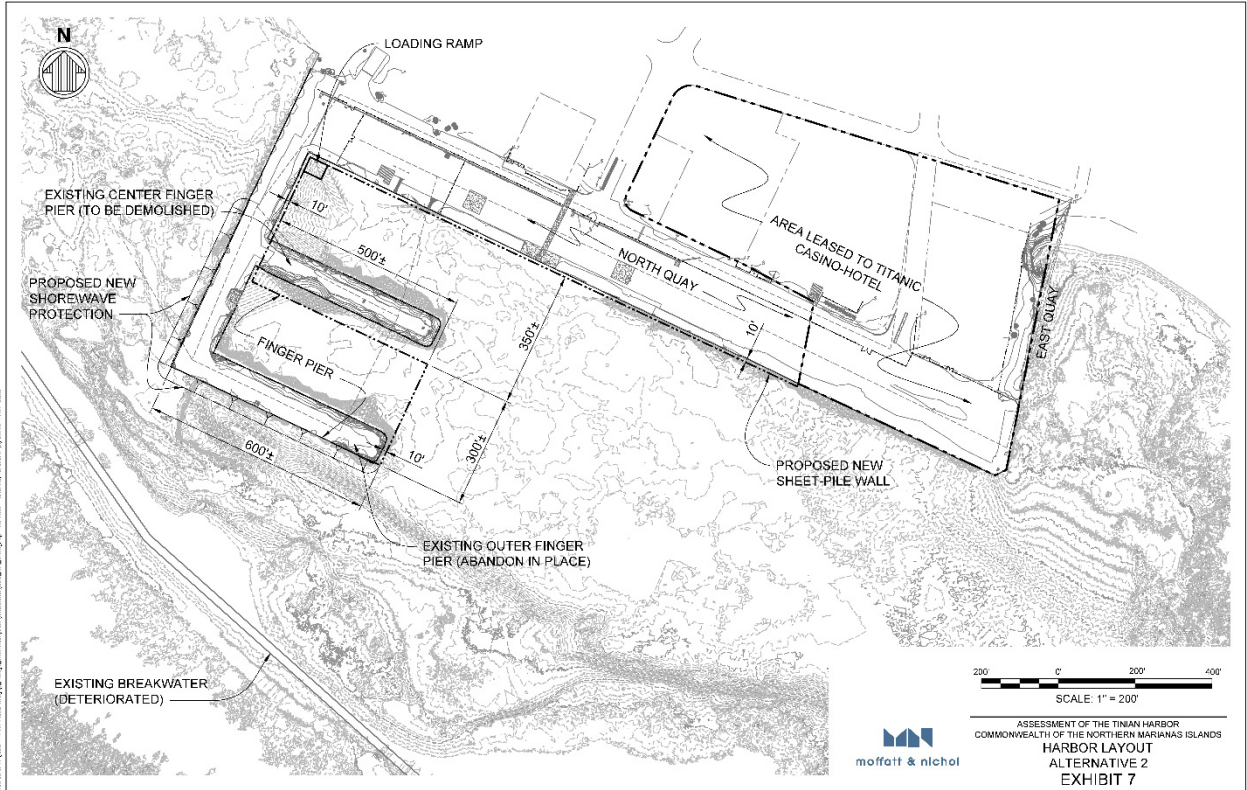 N
LOADING RAMP
EXISTING CENTER FINGER
PIER (TO BE DEMOLISHED)
10'
500'±
PROPOSED NEW
SHORE/WAVE
PROTECTION
FINGER PIER
350'±
NORTH QUAY
AREA LEASED TO TITANIC
CASINO-HOTEL
EAST QUAY
10'
600'±
10'
300'±
PROPOSED NEW
SHEET-PILE WALL
EXISTING OUTER FINGER
PIER (ABANDON IN PLACE)
EXISTING BREAKWATER
(DETERIORATED)
200' 0' 200' 400'
SCALE: 1" = 200'
moffatt & nichol
ASSESSMENT OF THE TINIAN HARBOR
COMMONWEALTH OF THE NORTHERN MARIANAS ISLANDS
HARBOR LAYOUT
ALTERNATIVE 2
EXHIBIT 7